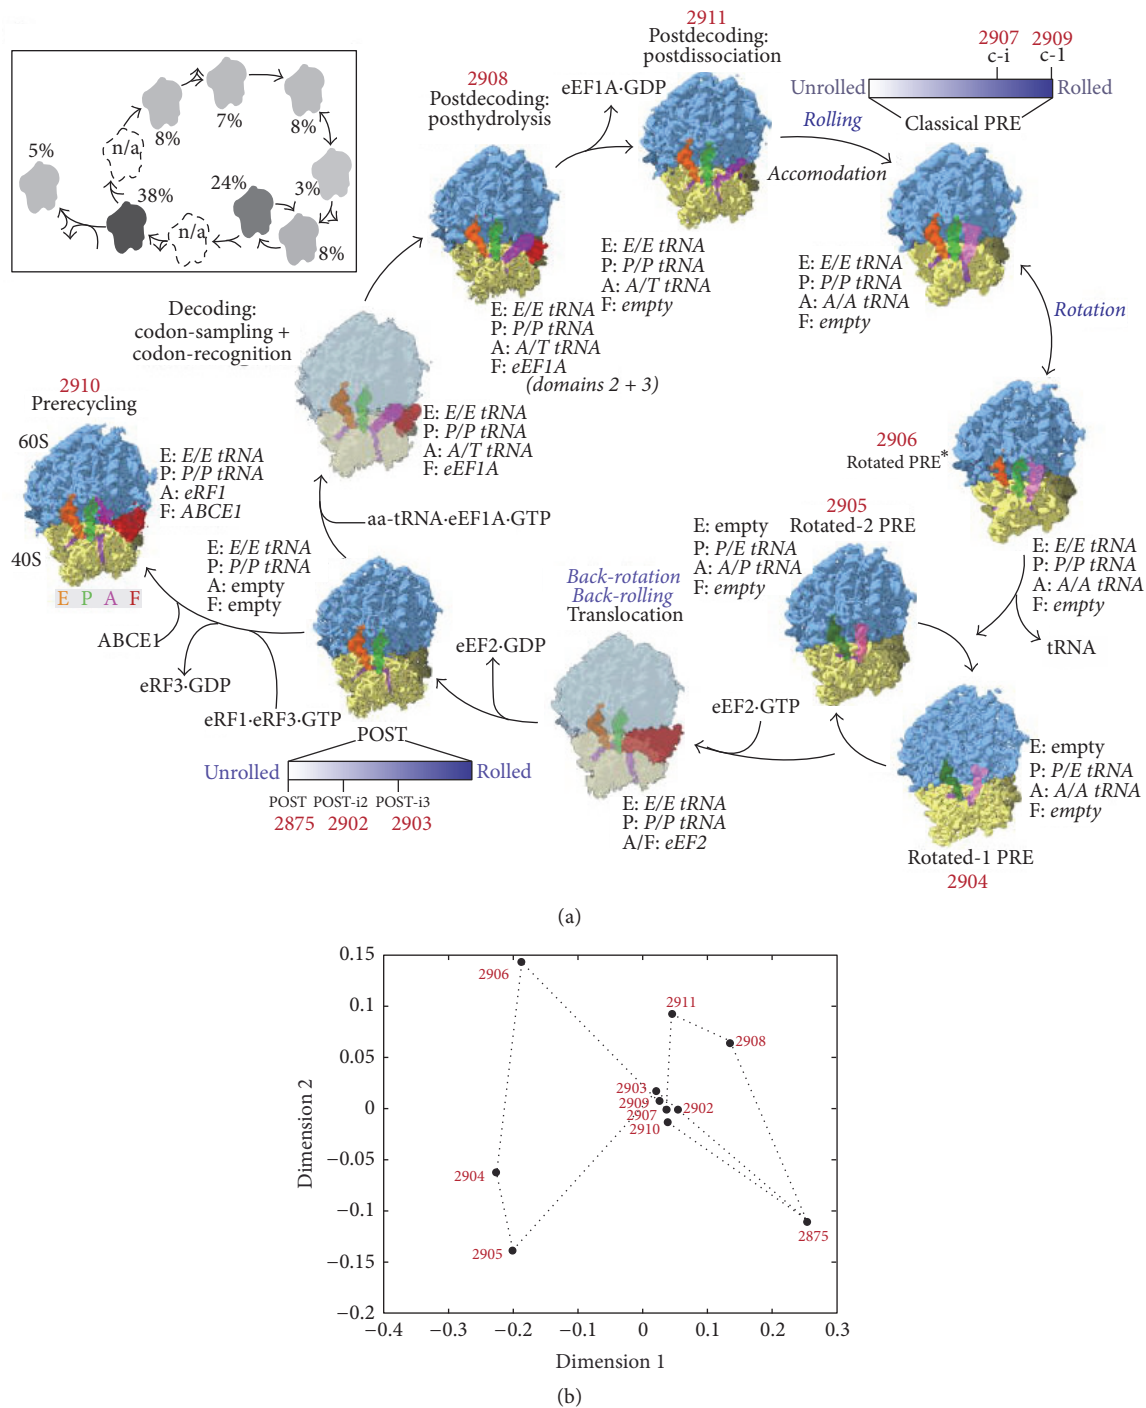 2911
Postdecoding:
postdissociation
2907
c-i
2909
c-1
Unrolled
Rolled
Classical PRE
2908
Postdecoding:
posthydrolysis
eEF1A·GDP
Rolling
Accomodation
5%
n/a
8%
7%
8%
3%
8%
24%
n/a
38%
E: E/E tRNA
P: P/P tRNA
A: A/T tRNA
F: eEF1A
(domains 2 + 3)
E: E/E tRNA
P: P/P tRNA
A: A/T tRNA
F: empty
E: E/E tRNA
P: P/P tRNA
A: A/A tRNA
F: empty
Rotation
Decoding:
codon-sampling +
codon-recognition
E: E/E tRNA
P: P/P tRNA
A: A/T tRNA
F: eEF1A
2910
Prerecycling
60S
40S
E: E/E tRNA
P: P/P tRNA
A: eRF1
F: ABCE1
E P A F
2906
Rotated PRE*
E: E/E tRNA
P: P/P tRNA
A: A/A tRNA
F: empty
tRNA
2905
Rotated-2 PRE
E: empty
P: P/E tRNA
A: A/P tRNA
F: empty
aa-tRNA·eEF1A·GTP
E: E/E tRNA
P: P/P tRNA
A: empty
F: empty
ABCE1
eRF3·GDP
eRF1·eRF3·GTP
Back-rotation
Back-rolling
Translocation
eEF2·GDP
eEF2·GTP
E: E/E tRNA
P: P/P tRNA
A/F: eEF2
E: empty
P: P/E tRNA
A: A/A tRNA
F: empty
Rotated-1 PRE
2904
POST
Unrolled
Rolled
POST POST-i2 POST-i3
2875 2902 2903
(a)
0.15
0.1
0.05
0
−0.05
−0.1
−0.15
−0.2
Dimension 2
2906
2911
2908
2903
2909
2907
2902
2910
2904
2905
2875
−0.4 −0.3 −0.2 −0.1 0 0.1 0.2 0.3
Dimension 1
(b)